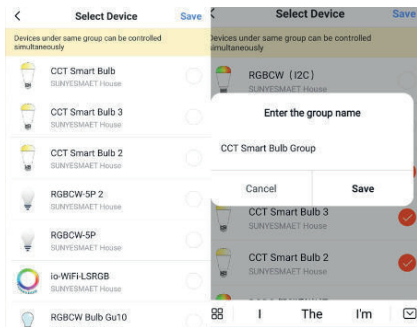 Select Device
Save
Devices under same group can be controlled
simultaneously
CCT Smart Bulb
SUNYESMAET House
CCT Smart Bulb 3
SUNYESMAET House
CCT Smart Bulb 2
SUNYESMAET House
RGBCW-5P 2
SUNYESMAET House
RGBCW-5P
SUNYESMAET House
io-WiFi-LSRGB
SUNYESMAET House
RGBCW Bulb Gu10
Select Device
Save
Devices under same group can be controlled
simultaneously
RGBCW (I2C)
SUNYESMAET House
Enter the group name
CCT Smart Bulb Group
Cancel
Save
CCT Smart Bulb 3
SUNYESMAET House
CCT Smart Bulb 2
SUNYESMAET House
I
The
I'm